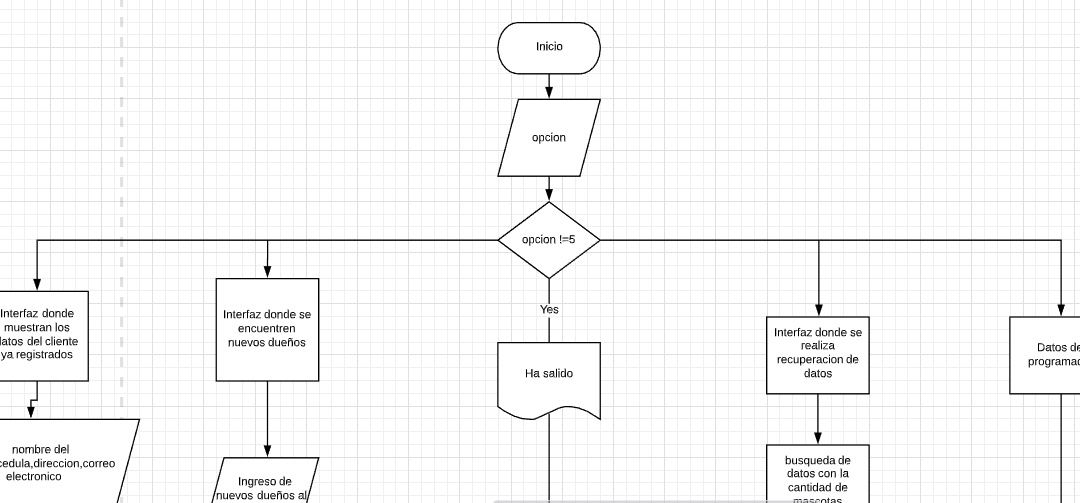 Inicio
opcion
opcion !=5
Yes
Ha salido
Interfaz donde
muestran los
datos del cliente
ya registrados
nombre del
cedula,direccion,correo
electronico
Interfaz donde se
encuentren
nuevos dueños
Ingreso de
nuevos dueños al
Interfaz donde se
realiza
recuperacion de
datos
busqueda de
datos con la
cantidad de
mascotas
Datos de